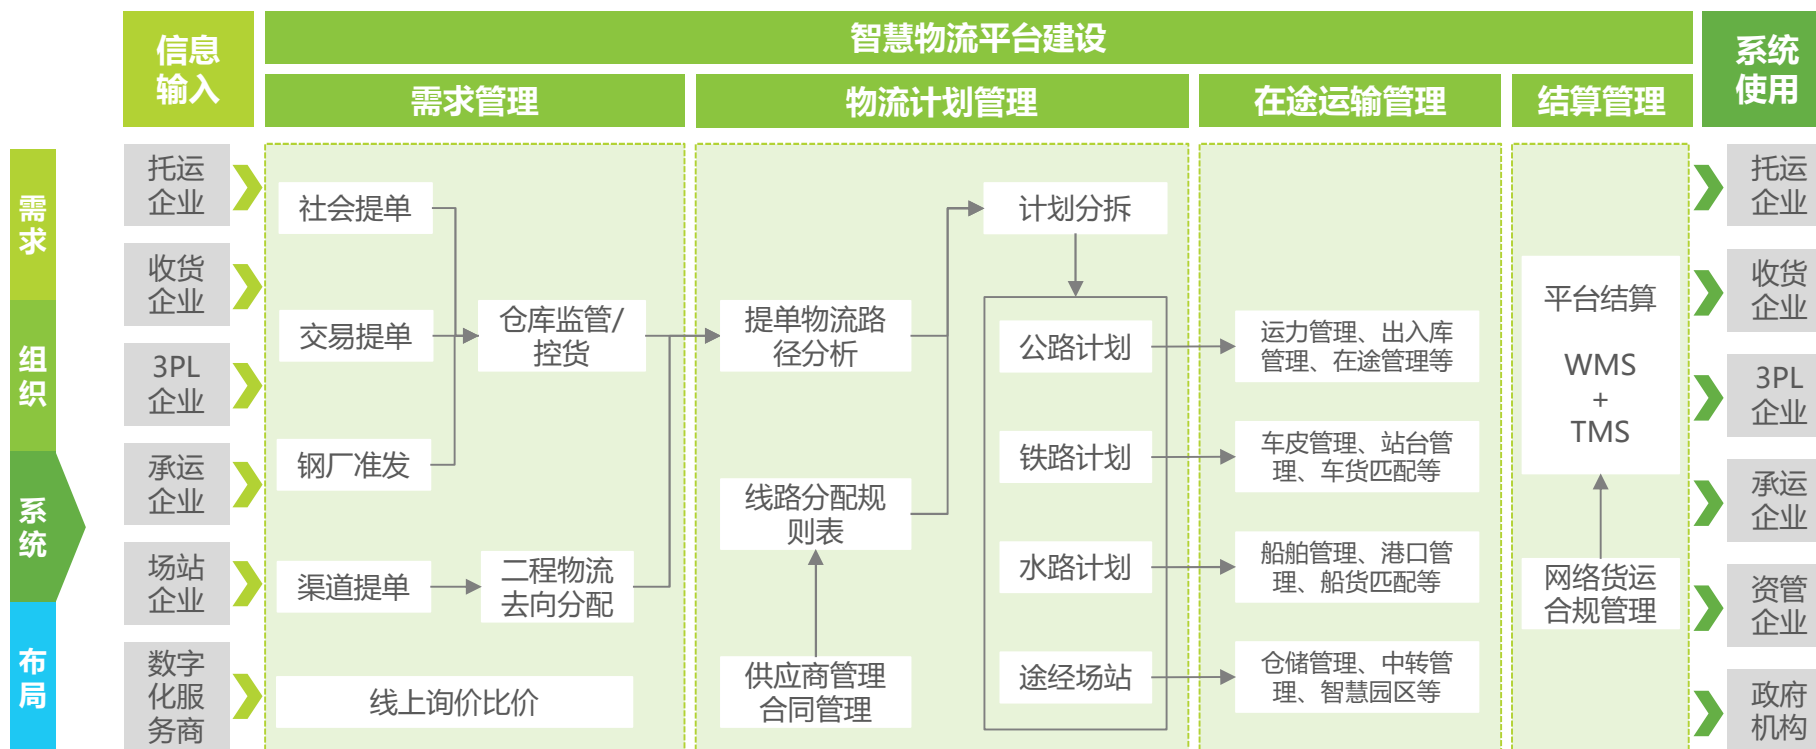 信息
输入
智慧物流平台建设
系统
使用
需求管理
物流计划管理
在途运输管理
结算管理
需
求
组
织
系
统
布
局
托运
企业
收货
企业
3PL
企业
承运
企业
场站
企业
数字
化服
务商
社会提单
交易提单
钢厂准发
渠道提单
仓库监管/
控货
二程物流
去向分配
线上询价比价
提单物流路
径分析
线路分配规
则表
供应商管理
合同管理
计划分拆
公路计划
铁路计划
水路计划
途经场站
运力管理、出入库
管理、在途管理等
车皮管理、站台管
理、车货匹配等
船舶管理、港口管
理、船货匹配等
仓储管理、中转管
理、智慧园区等
平台结算
WMS
+
TMS
网络货运
合规管理
托运
企业
收货
企业
3PL
企业
承运
企业
资管
企业
政府
机构